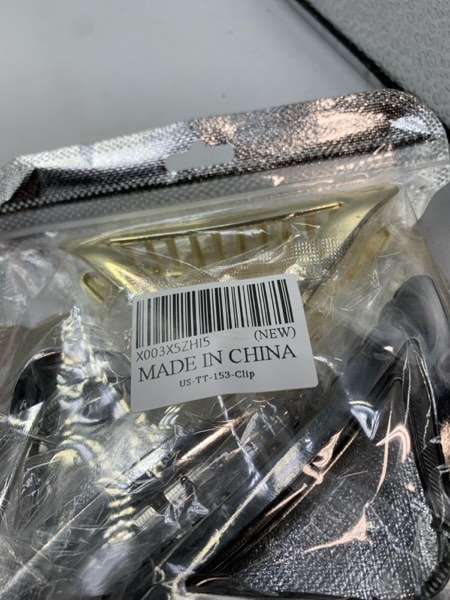 X003X5ZHI5 (NEW)
MADE IN CHINA
US-TT-153-Clip